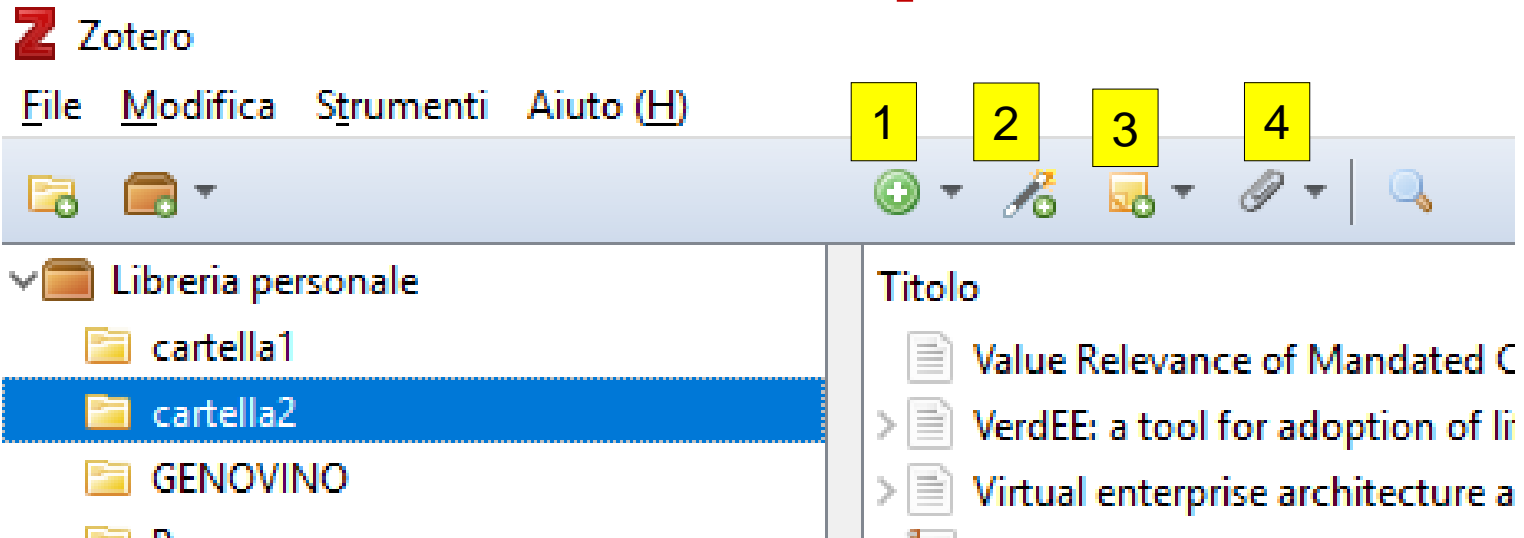 Zotero
File Modifica Strumenti Aiuto (H)
1 2 3 4
Libreria personale
cartella1
cartella2
GENOVINO
Titolo
Value Relevance of Mandated C
VerdEE: a tool for adoption of li
Virtual enterprise architecture a